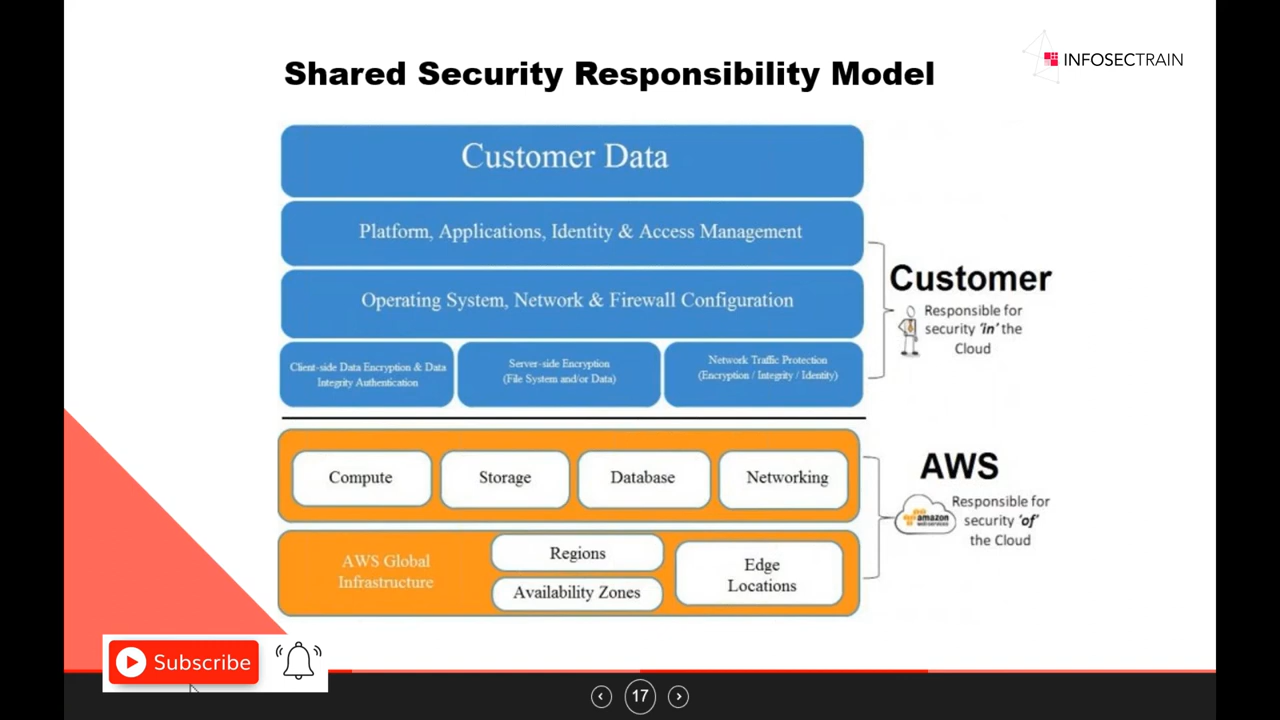 Shared Security Responsibility Model
INFOSECTRAIN
Customer Data
Platform, Applications, Identity & Access Management
Operating System, Network & Firewall Configuration
Client-side Data Encryption & Data
Integrity Authentication
Server-side Encryption
(File System and/or Data)
Network Traffic Protection
(Encryption / Integrity / Identity)
Customer
Responsible for
security 'in' the
Cloud
Compute
Storage
Database
Networking
AWS Global
Infrastructure
Regions
Availability Zones
Edge
Locations
AWS
amazon
web services
Responsible for
security 'of'
the Cloud
Subscribe
17